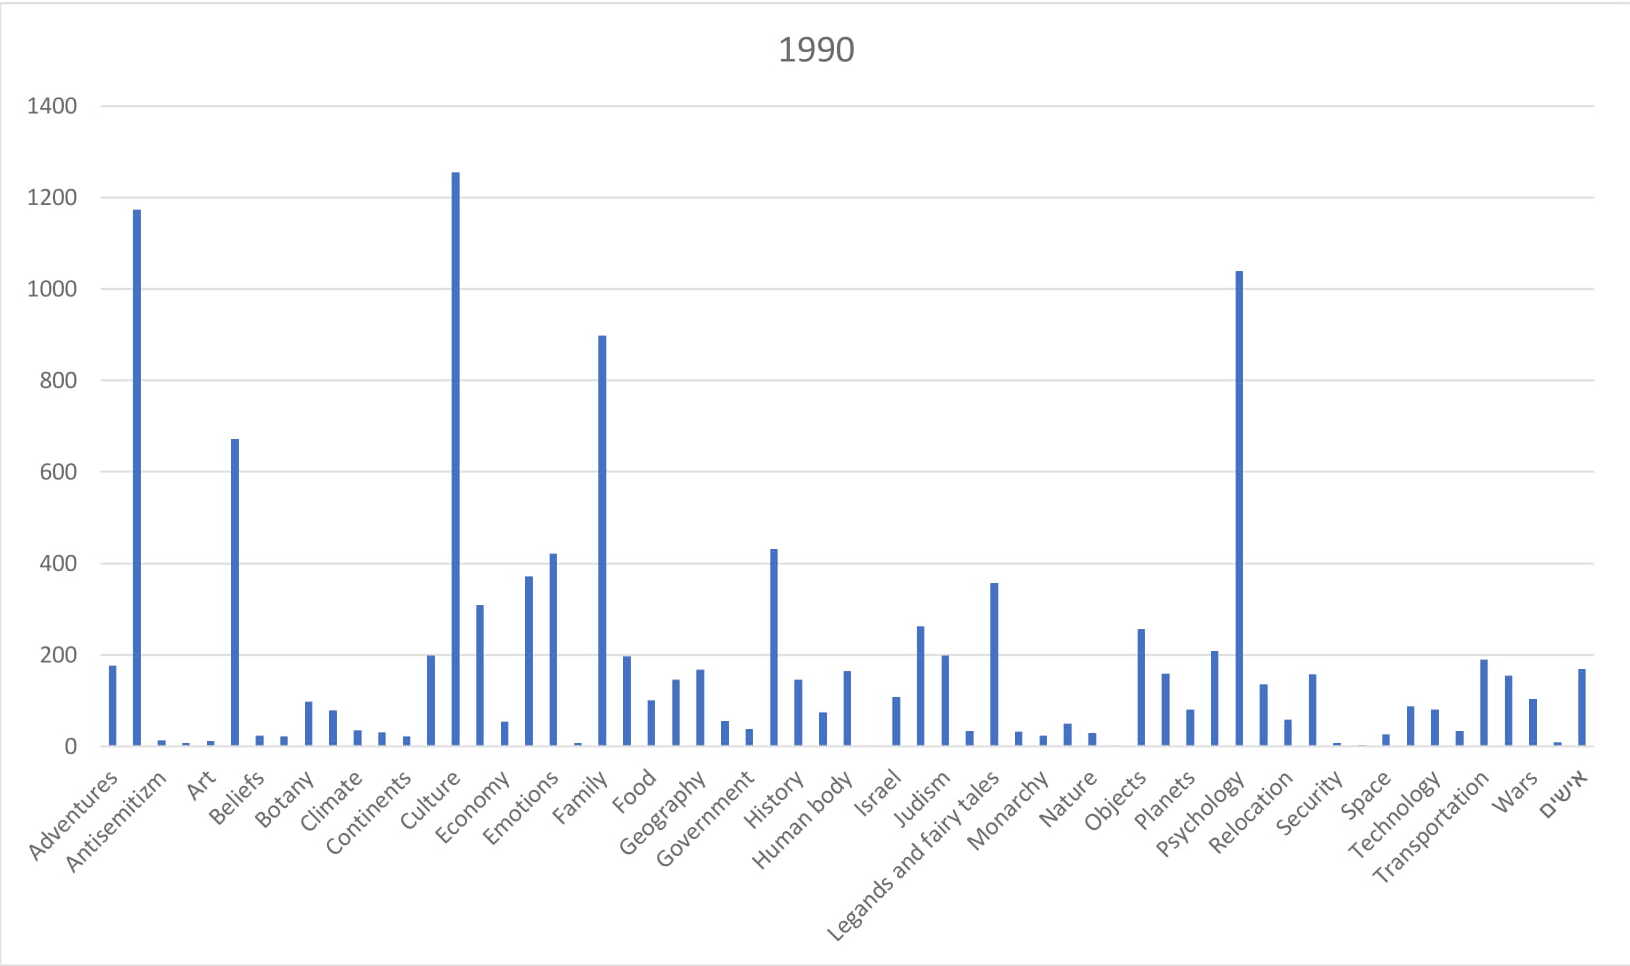 1990
1400
1200
1000
800
600
400
200
0
Adventures
Antisemitizm
Art
Beliefs
Botany
Climate
Continents
Culture
Economy
Emotions
Family
Food
Geography
Government
History
Human body
Israel
Judism
Legands and fairy tales
Monarchy
Nature
Objects
Planets
Psychology
Relocation
Security
Space
Technology
Transportation
Wars
אישים